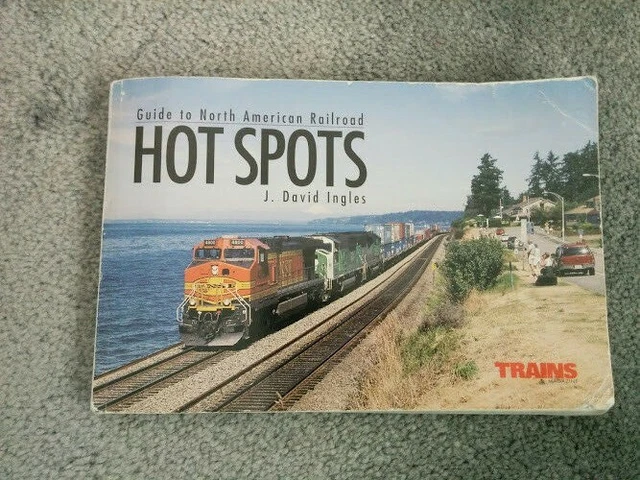 Guide to North American Railroad
HOT SPOTS
J. David Ingles
TRAINS